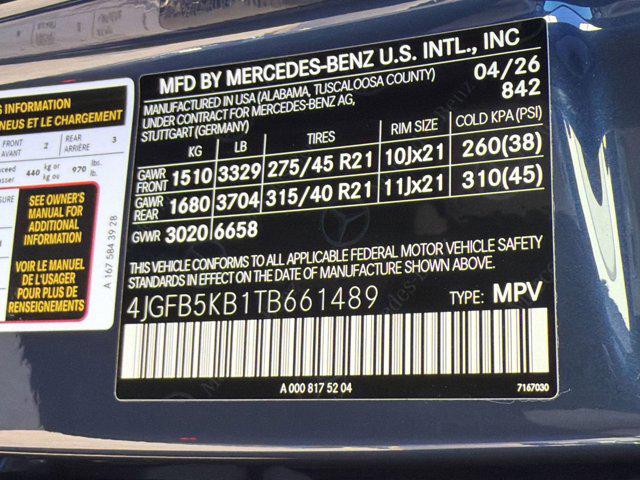 S INFORMATION
NEUS ET LE CHARGEMENT
FRONT 2 REAR 3
AVANT ARRIÈRE
xceed 440 kg or 970 lbs.
kg ou lb.
SEE OWNER'S
MANUAL FOR
ADDITIONAL
INFORMATION
VOIR LE MANUEL
DE L'USAGER
POUR PLUS DE
RENSEIGNEMENTS
A 167 584 39 28
MFD BY MERCEDES-BENZ U.S. INTL., INC
MANUFACTURED IN USA (ALABAMA, TUSCALOOSA COUNTY) 04/26
UNDER CONTRACT FOR MERCEDES-BENZ AG, 842
STUTTGART (GERMANY)
KG LB TIRES RIM SIZE COLD KPA (PSI)
GAWR FRONT 1510 3329 275/45 R21 10Jx21 260(38)
GAWR REAR 1680 3704 315/40 R21 11Jx21 310(45)
GVWR 3020 6658
THIS VEHICLE CONFORMS TO ALL APPLICABLE FEDERAL MOTOR VEHICLE SAFETY
STANDARDS IN EFFECT ON THE DATE OF MANUFACTURE SHOWN ABOVE.
4JGFB5KB1TB661489 TYPE: MPV
A 000 817 52 04 7167030